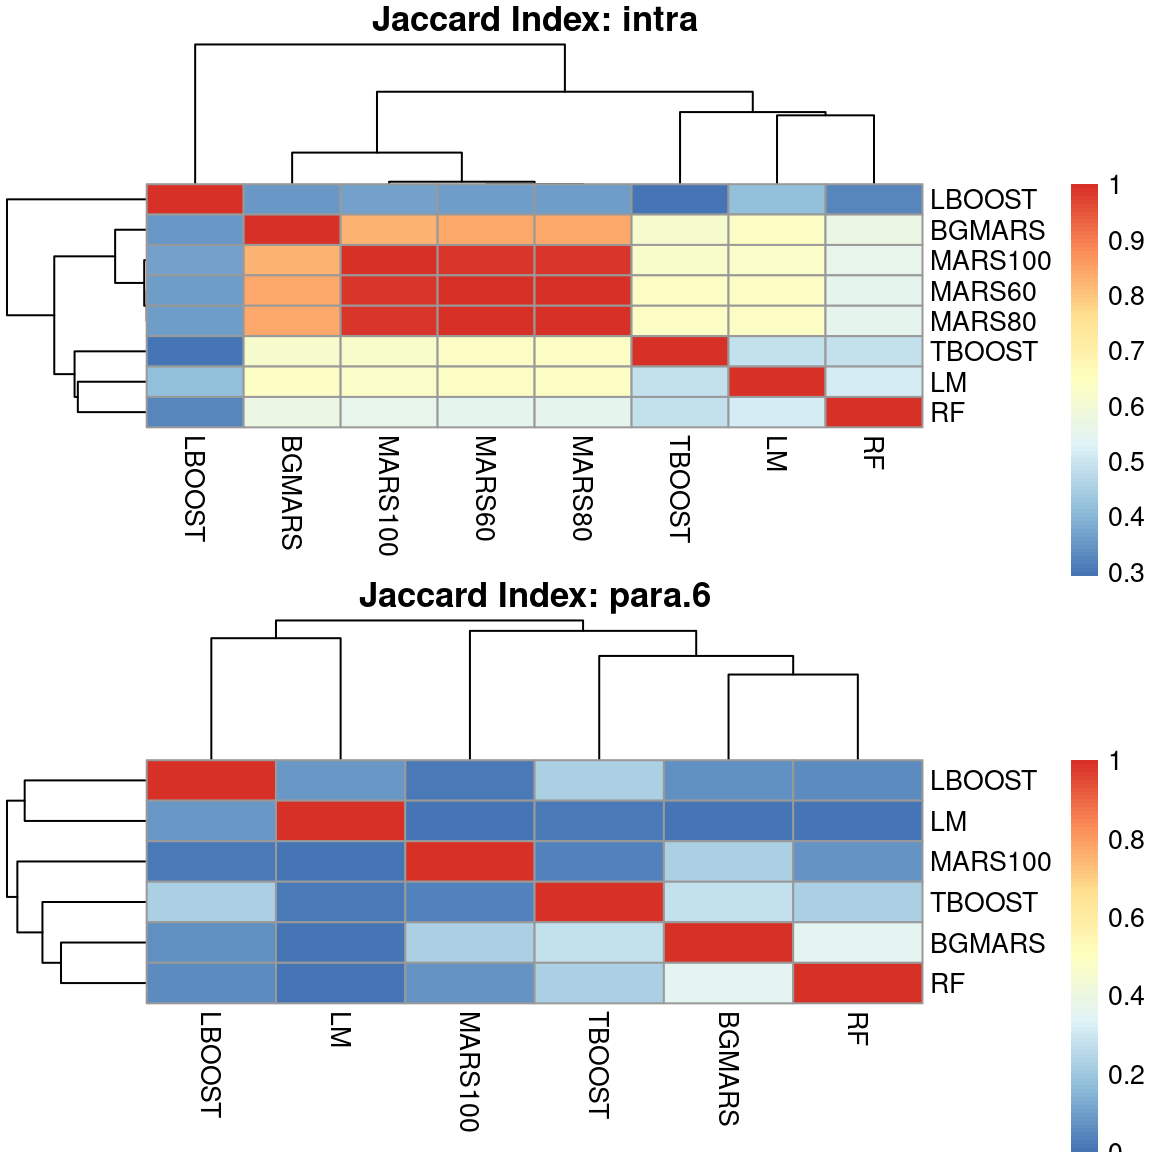 Jaccard Index: intra
LBOOST
BGMARS
MARS100
MARS60
MARS80
TBOOST
LM
RF
LBOOST
BGMARS
MARS100
MARS60
MARS80
TBOOST
LM
RF
1
0.9
0.8
0.7
0.6
0.5
0.4
0.3
Jaccard Index: para.6
LBOOST
LM
MARS100
TBOOST
BGMARS
RF
LBOOST
LM
MARS100
TBOOST
BGMARS
RF
1
0.8
0.6
0.4
0.2
0